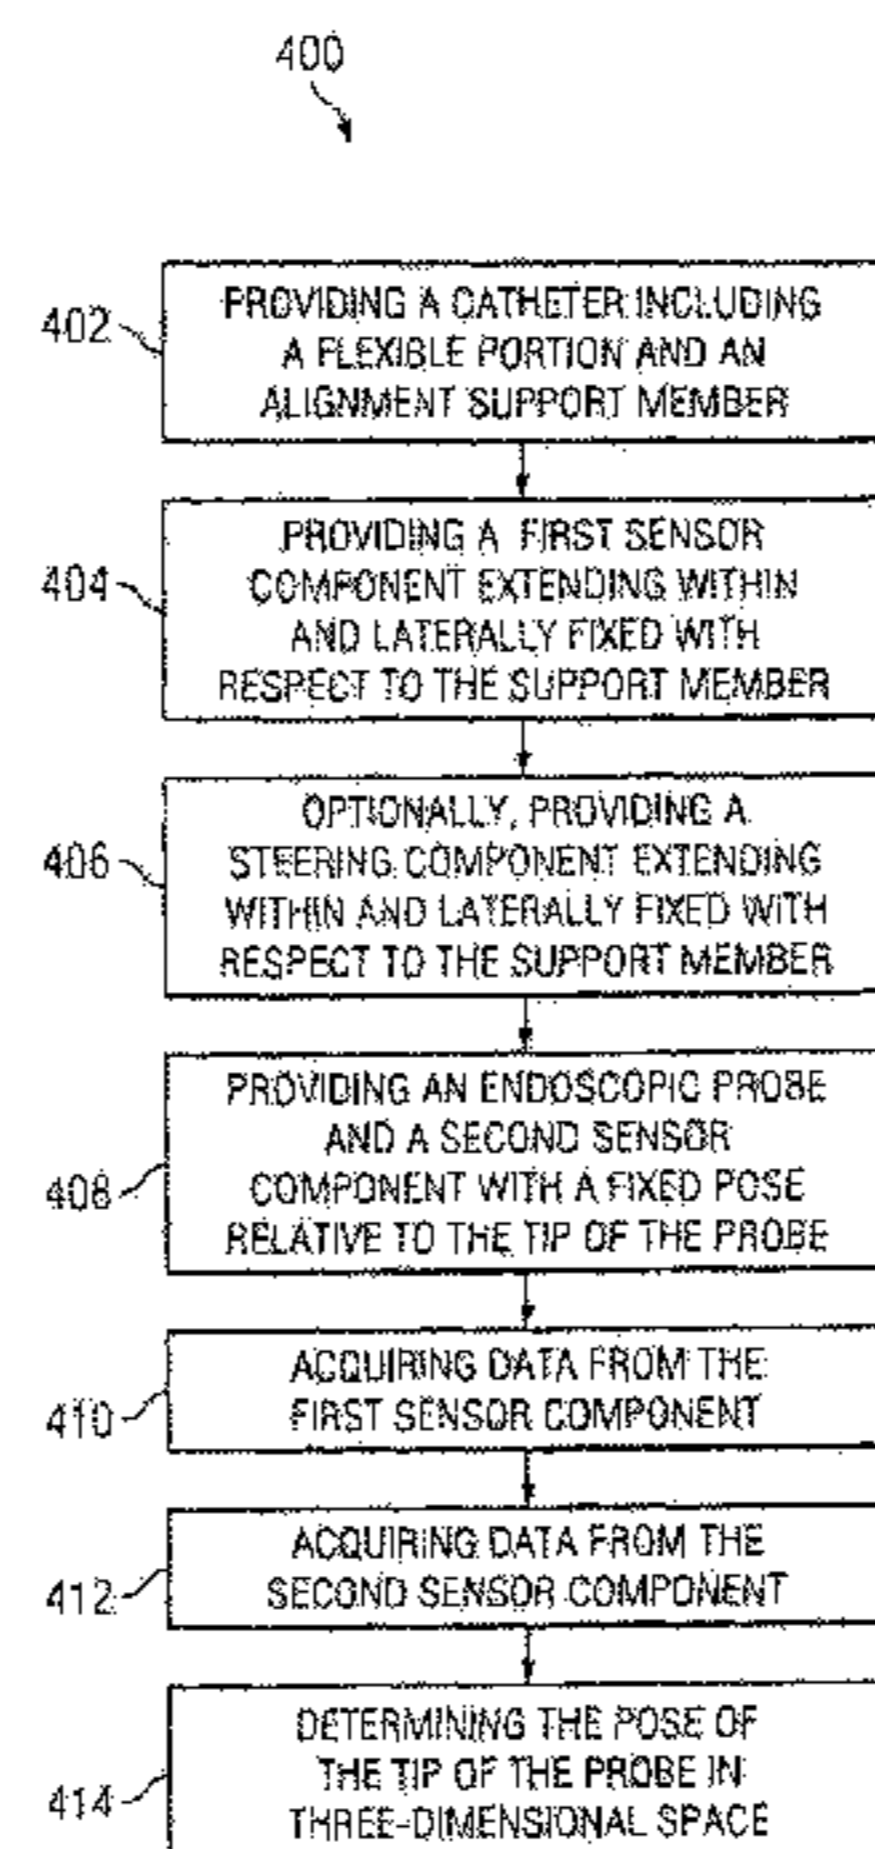 400
402
PROVIDING A CATHETER INCLUDING
A FLEXIBLE PORTION AND AN
ALIGNMENT SUPPORT MEMBER
404
PROVIDING A FIRST SENSOR
COMPONENT EXTENDING WITHIN
AND LATERALLY FIXED WITH
RESPECT TO THE SUPPORT MEMBER
406
OPTIONALLY, PROVIDING A
STEERING COMPONENT EXTENDING
WITHIN AND LATERALLY FIXED WITH
RESPECT TO THE SUPPORT MEMBER
408
PROVIDING AN ENDOSCOPIC PROBE
AND A SECOND SENSOR
COMPONENT WITH A FIXED POSE
RELATIVE TO THE TIP OF THE PROBE
410
ACQUIRING DATA FROM THE
FIRST SENSOR COMPONENT
412
ACQUIRING DATA FROM THE
SECOND SENSOR COMPONENT
414
DETERMINING THE POSE OF
THE TIP OF THE PROBE IN
THREE-DIMENSIONAL SPACE